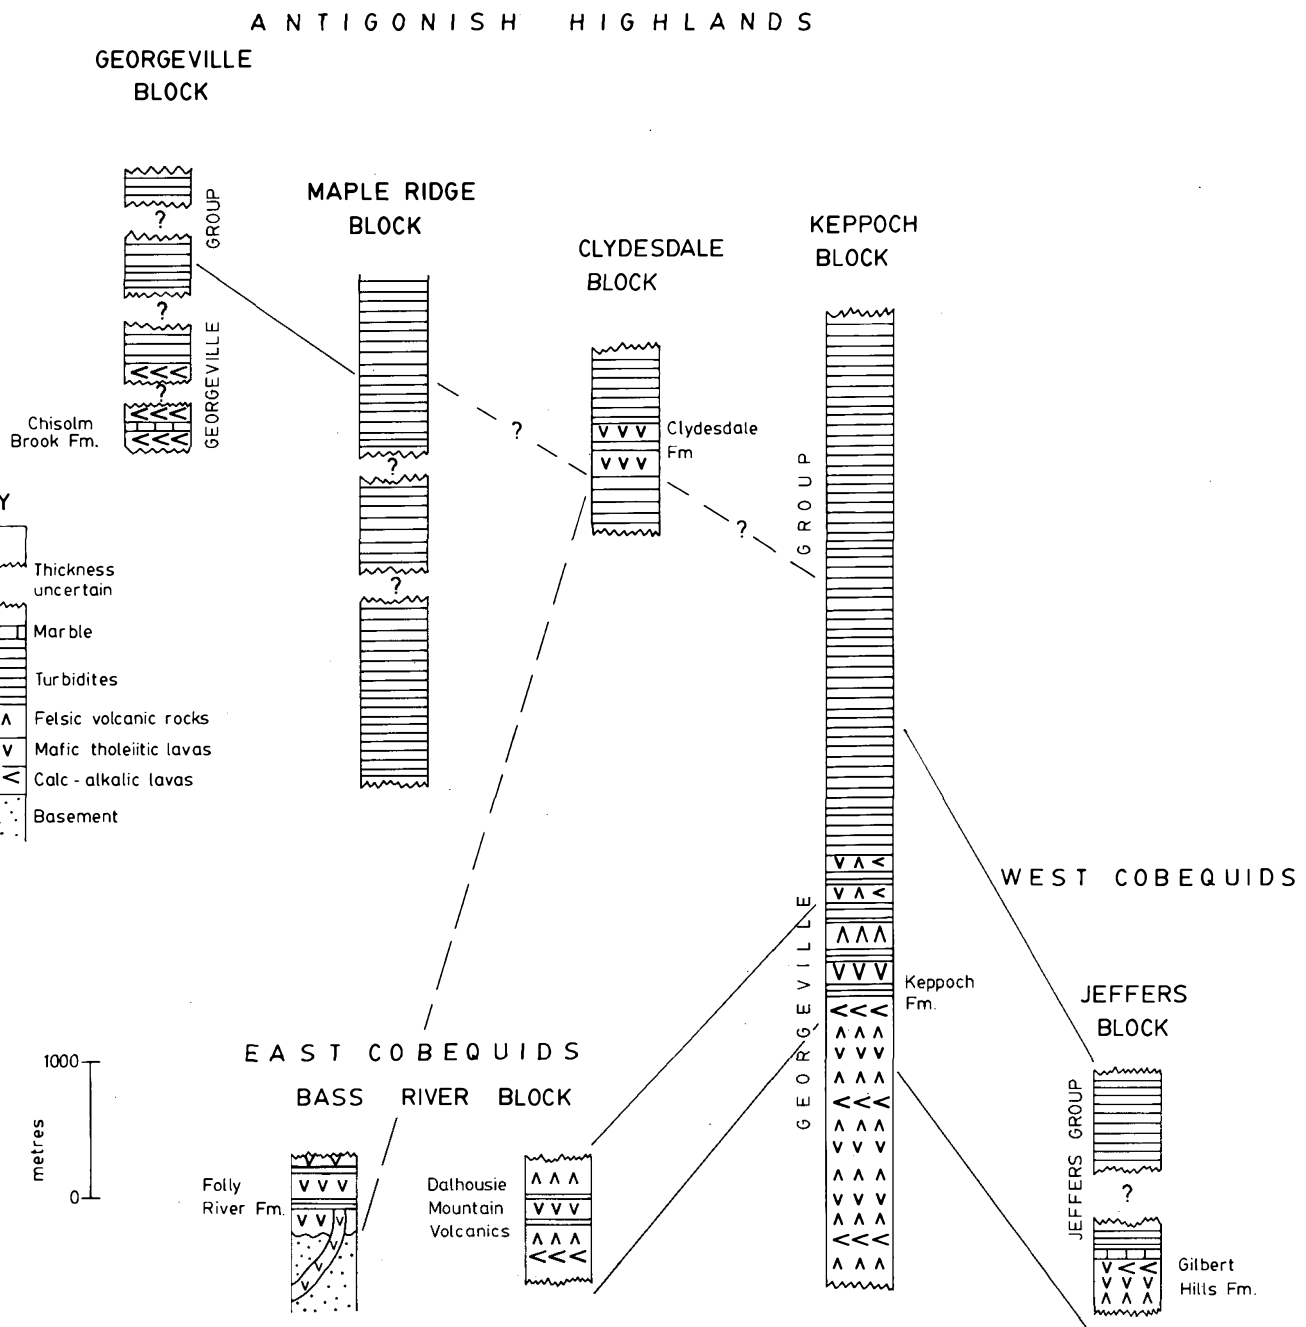 ANTIGONISH HIGHLANDS
GEORGEVILLE
BLOCK
GROUP
GEORGEVILLE
?
?
?
Chisolm
Brook Fm.
MAPLE RIDGE
BLOCK
?
?
?
CLYDESDALE
BLOCK
Clydesdale
Fm
?
KEPPOCH
BLOCK
GROUP
GEORGEVILLE
Keppoch
Fm.
Y
Thickness
uncertain
Marble
Turbidites
Felsic volcanic rocks
Mafic tholeiitic lavas
Calc-alkalic lavas
Basement
1000
metres
0
EAST COBEQUIDS
BASS RIVER BLOCK
Folly
River Fm.
Dalhousie
Mountain
Volcanics
WEST COBEQUIDS
JEFFERS
BLOCK
JEFFERS GROUP
?
Gilbert
Hills Fm.